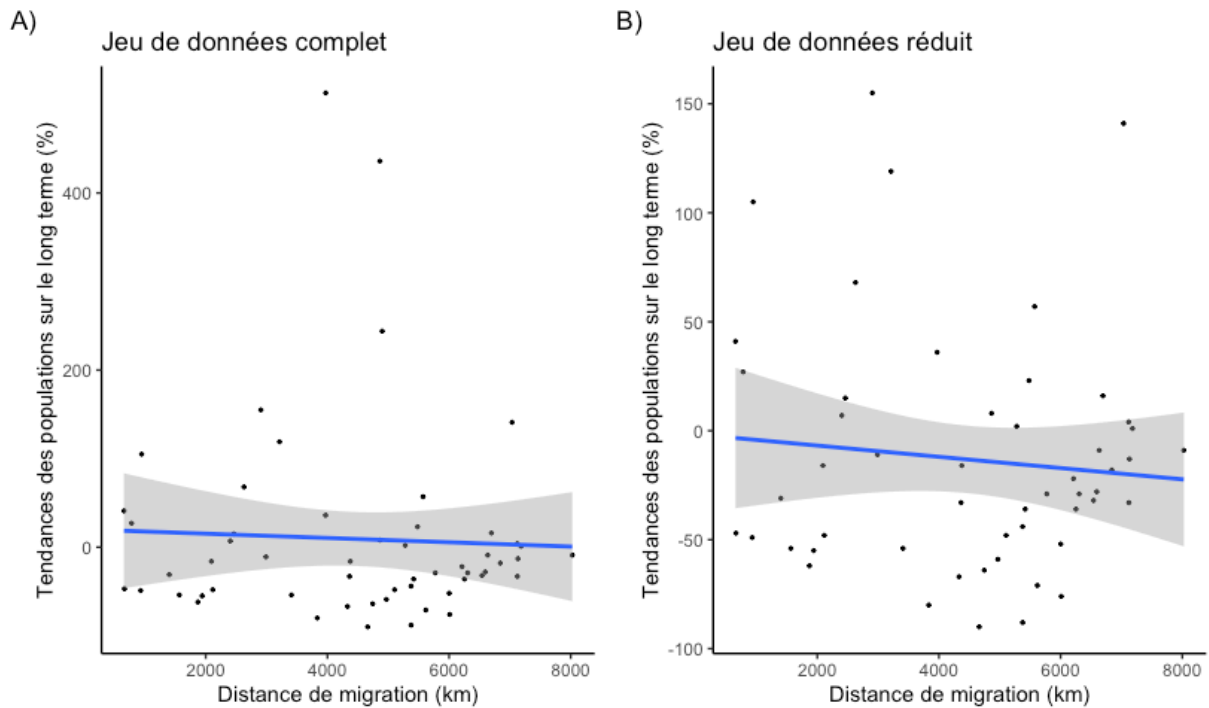 A)
Jeu de données complet
Tendances des populations sur le long terme (%)
400
200
0
2000 4000 6000 8000
Distance de migration (km)
B)
Jeu de données réduit
Tendances des populations sur le long terme (%)
150
100
50
0
-50
-100
2000 4000 6000 8000
Distance de migration (km)